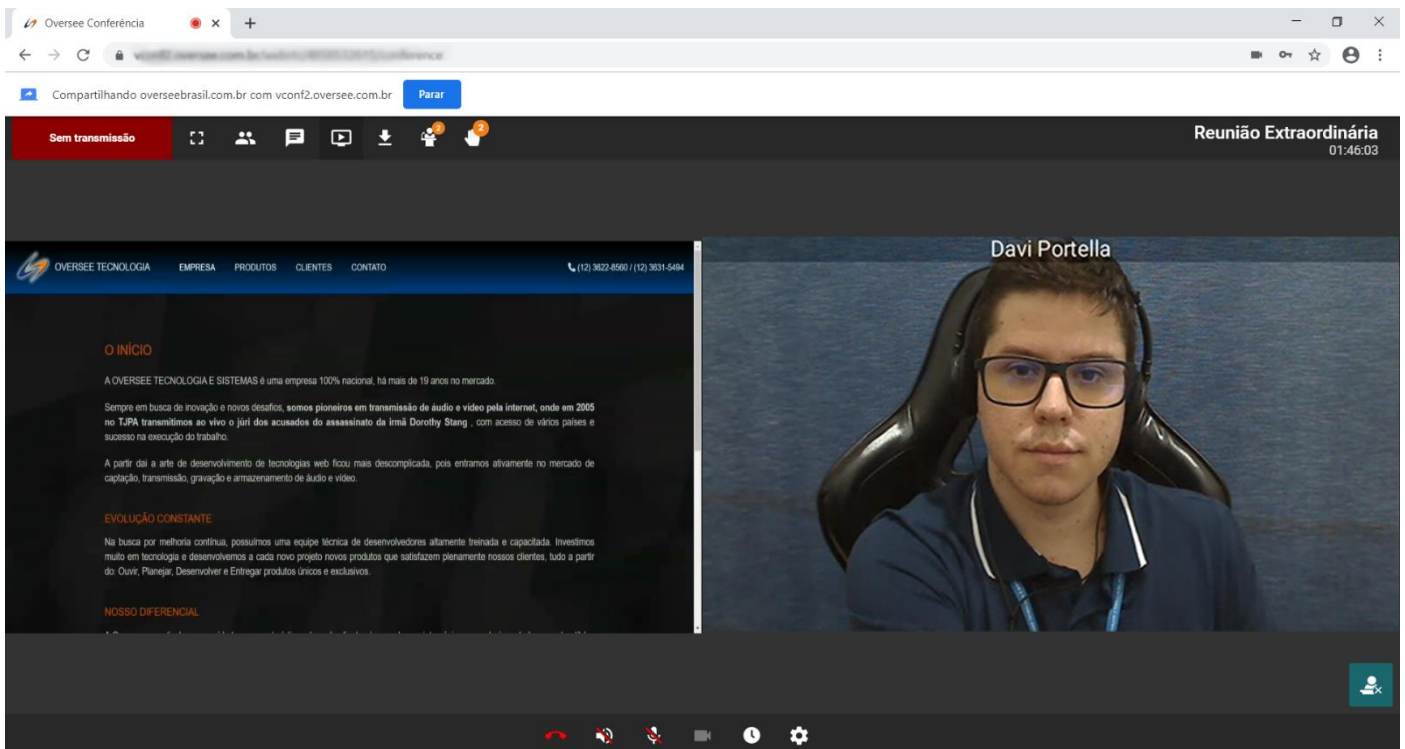 Oversee Conferência
Compartilhando overseebrasil.com.br com vconf2.oversee.com.br
Parar
Sem transmissão
2
2
Reunião Extraordinária
01:46:03
OVERSEE TECNOLOGIA
EMPRESA
PRODUTOS
CLIENTES
CONTATO
(12) 3622-8560 / (12) 3631-5494
O INÍCIO
A OVERSEE TECNOLOGIA E SISTEMAS é uma empresa 100% nacional, há mais de 19 anos no mercado.
Sempre em busca de inovação e novos desafios, somos pioneiros em transmissão de áudio e vídeo pela internet, onde em 2005
no TJPA transmitimos ao vivo o júri dos acusados do assassinato da irmã Dorothy Stang , com acesso de vários países e
sucesso na execução do trabalho.
A partir dai a arte de desenvolvimento de tecnologias web ficou mais descomplicada, pois entramos ativamente no mercado de
captação, transmissão, gravação e armazenamento de áudio e vídeo.
EVOLUÇÃO CONSTANTE
Na busca por melhoria contínua, possuímos uma equipe técnica de desenvolvedores altamente treinada e capacitada. Investimos
muito em tecnologia e desenvolvemos a cada novo projeto novos produtos que satisfazem plenamente nossos clientes, tudo a partir
do: Ouvir, Planejar, Desenvolver e Entregar produtos únicos e exclusivos.
NOSSO DIFERENCIAL
Davi Portella